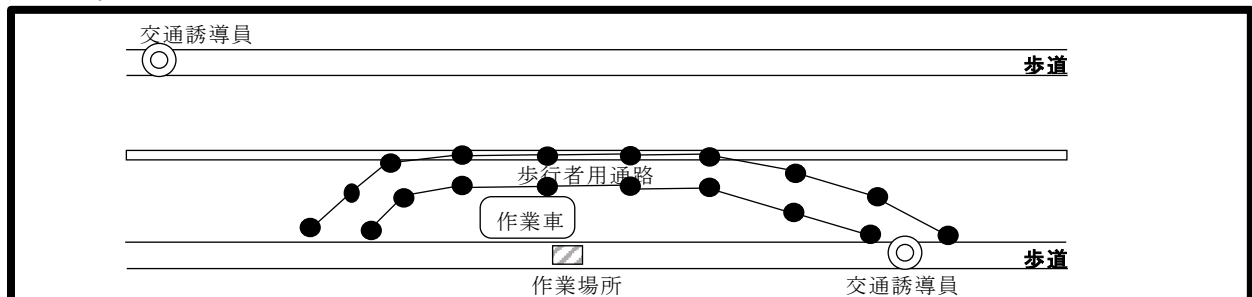 交通誘導員
歩道
歩行者用通路
作業車
歩道
作業場所
交通誘導員